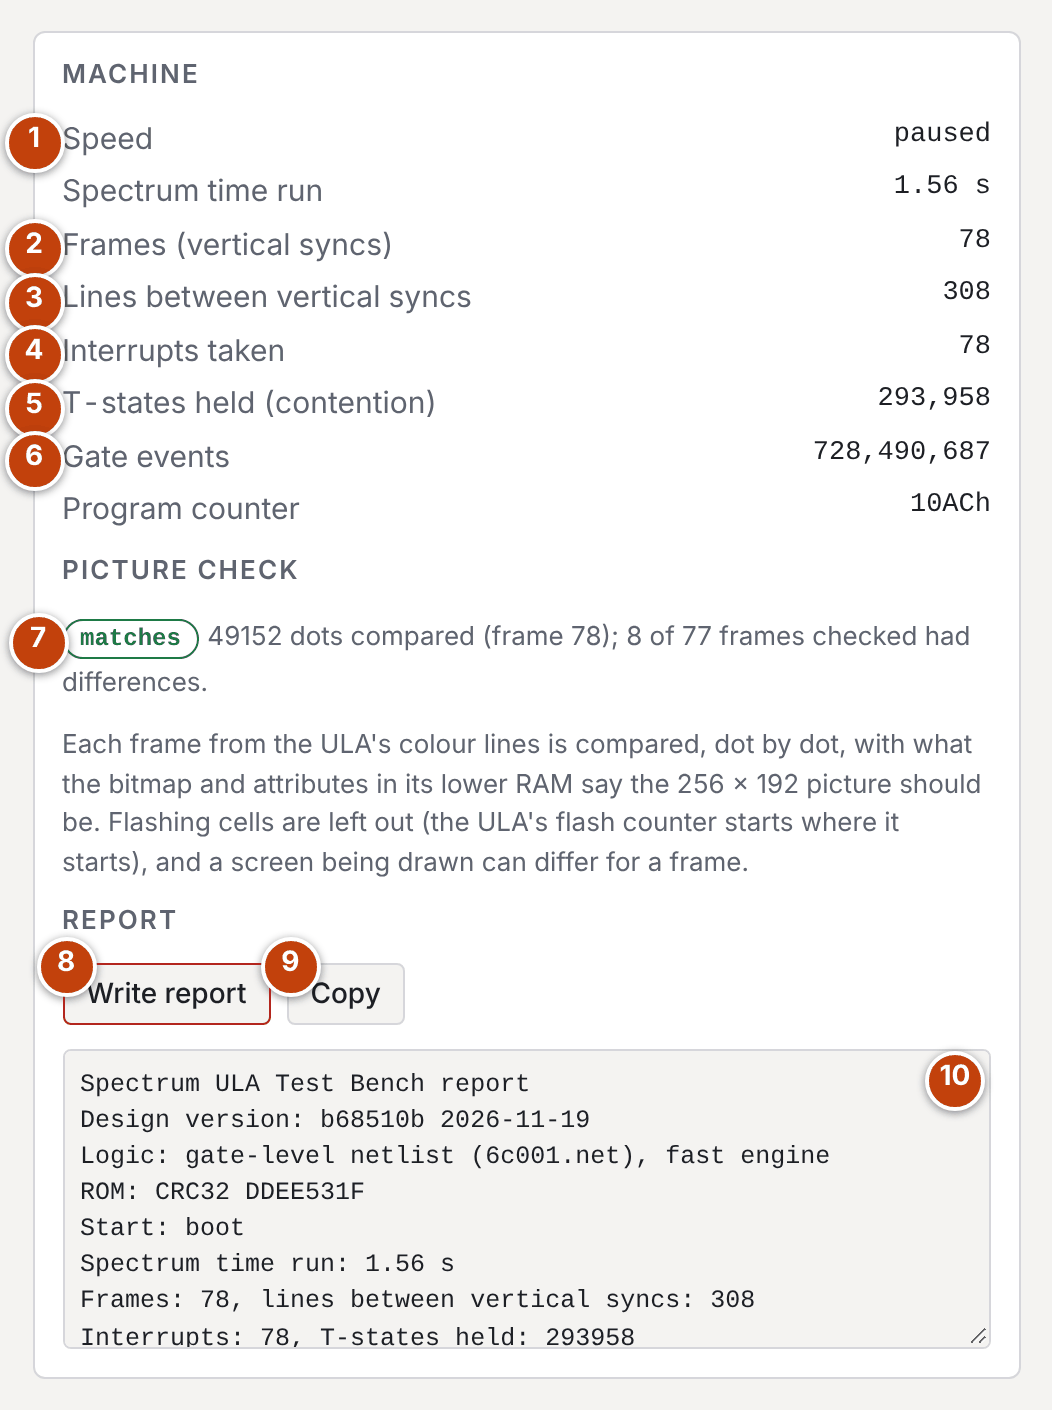 MACHINE
1 Speed paused
Spectrum time run 1.56 s
2 Frames (vertical syncs) 78
3 Lines between vertical syncs 308
4 Interrupts taken 78
5 T-states held (contention) 293,958
6 Gate events 728,490,687
Program counter 10ACh
PICTURE CHECK
7 matches 49152 dots compared (frame 78); 8 of 77 frames checked had
differences.
Each frame from the ULA's colour lines is compared, dot by dot, with what
the bitmap and attributes in its lower RAM say the 256 × 192 picture should
be. Flashing cells are left out (the ULA's flash counter starts where it
starts), and a screen being drawn can differ for a frame.
REPORT
8 Write report 9 Copy
10
Spectrum ULA Test Bench report
Design version: b68510b 2026-11-19
Logic: gate-level netlist (6c001.net), fast engine
ROM: CRC32 DDEE531F
Start: boot
Spectrum time run: 1.56 s
Frames: 78, lines between vertical syncs: 308
Interrupts: 78, T-states held: 293958